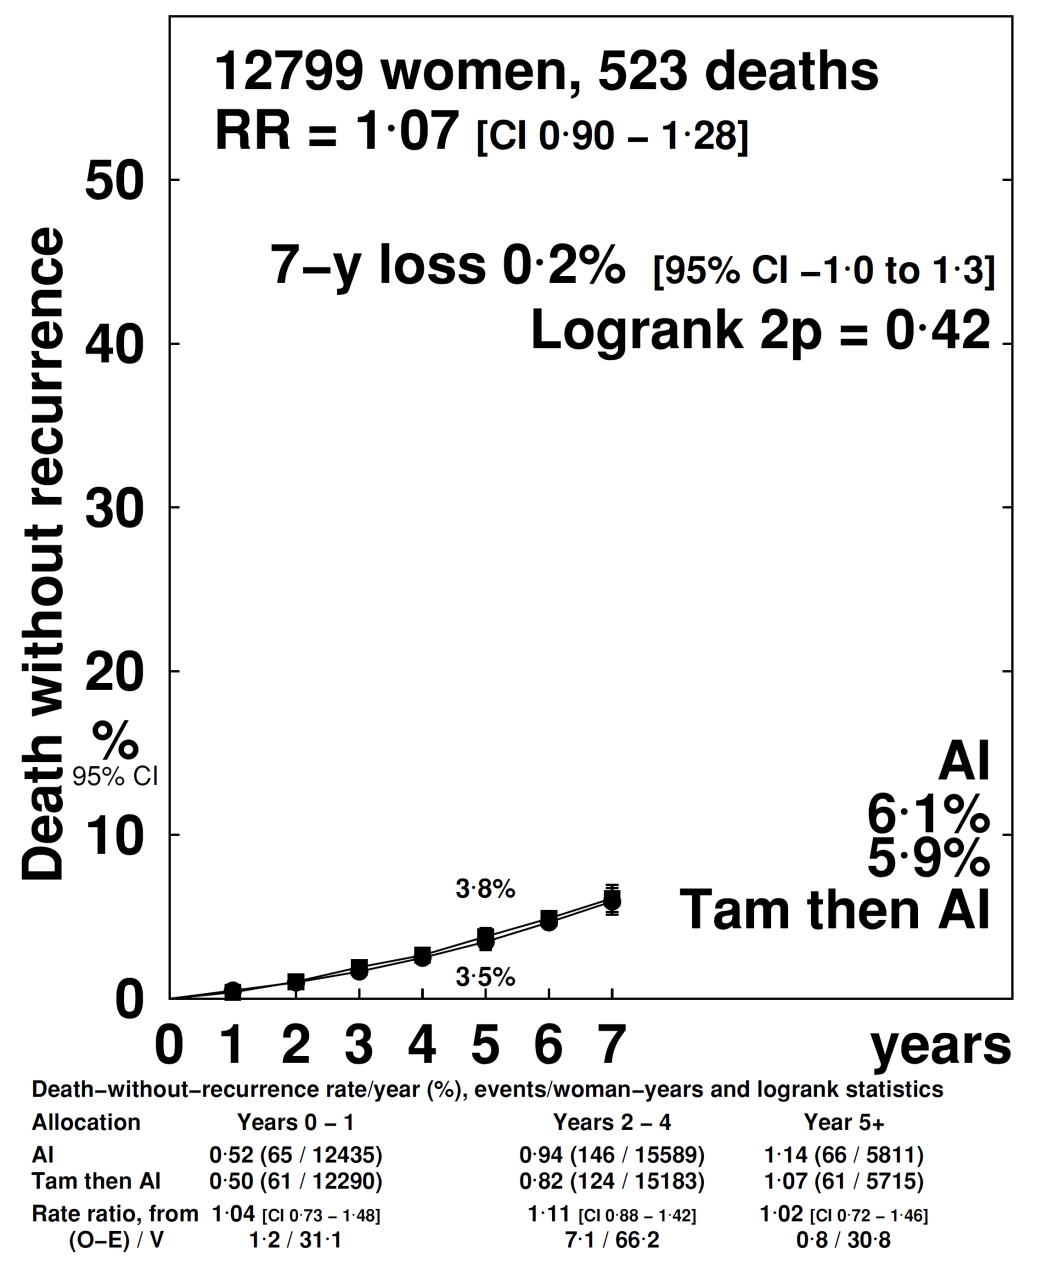 12799 women, 523 deaths
RR = 1·07 [CI 0·90 – 1·28]
7–y loss 0·2% [95% CI –1·0 to 1·3]
Logrank 2p = 0·42
Death without recurrence
50
40
30
20
%
95% CI
10
0
AI
6·1%
5·9%
Tam then AI
3·8%
3·5%
0 1 2 3 4 5 6 7 years
Death–without–recurrence rate/year (%), events/woman–years and logrank statistics
Allocation Years 0 – 1 Years 2 – 4 Year 5+
AI 0·52 (65 / 12435) 0·94 (146 / 15589) 1·14 (66 / 5811)
Tam then AI 0·50 (61 / 12290) 0·82 (124 / 15183) 1·07 (61 / 5715)
Rate ratio, from 1·04 [CI 0·73 – 1·48] 1·11 [CI 0·88 – 1·42] 1·02 [CI 0·72 – 1·46]
(O–E) / V 1·2 / 31·1 7·1 / 66·2 0·8 / 30·8